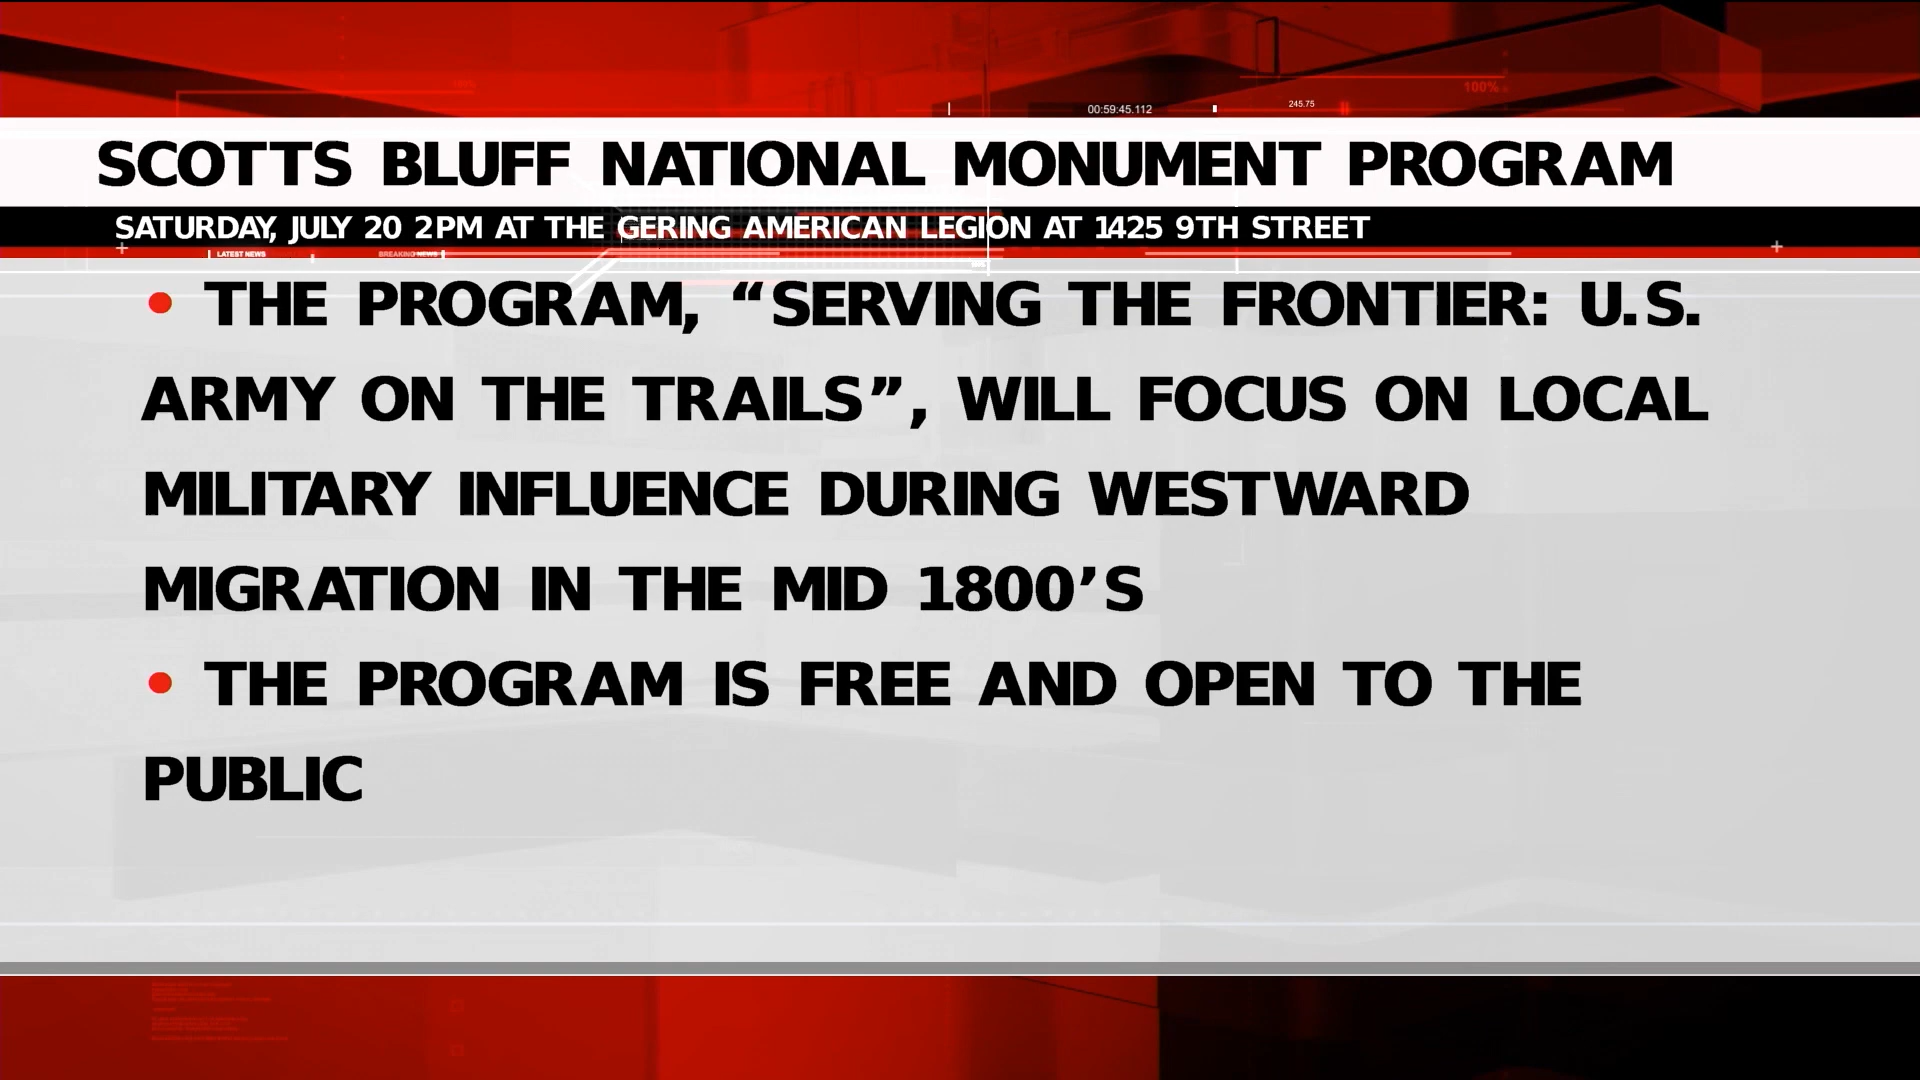 100%
00:59:45.112
245.75
SCOTTS BLUFF NATIONAL MONUMENT PROGRAM
SATURDAY, JULY 20 2PM AT THE GERING AMERICAN LEGION AT 1425 9TH STREET
LATEST NEWS
BREAKING NEWS
• THE PROGRAM, “SERVING THE FRONTIER: U.S.
ARMY ON THE TRAILS”, WILL FOCUS ON LOCAL
MILITARY INFLUENCE DURING WESTWARD
MIGRATION IN THE MID 1800’S
• THE PROGRAM IS FREE AND OPEN TO THE
PUBLIC